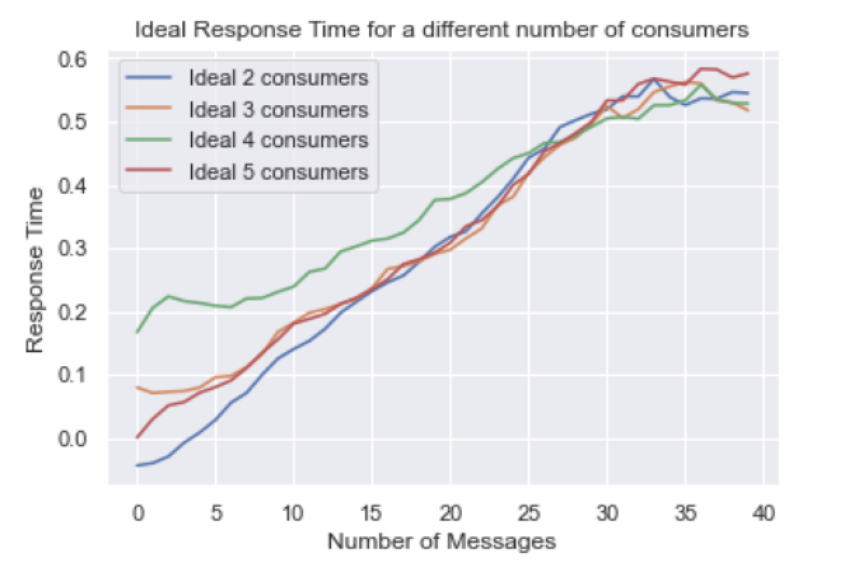 Ideal Response Time for a different number of consumers
0.6
0.5
0.4
0.3
0.2
0.1
0.0
Response Time
Ideal 2 consumers
Ideal 3 consumers
Ideal 4 consumers
Ideal 5 consumers
0 5 10 15 20 25 30 35 40
Number of Messages